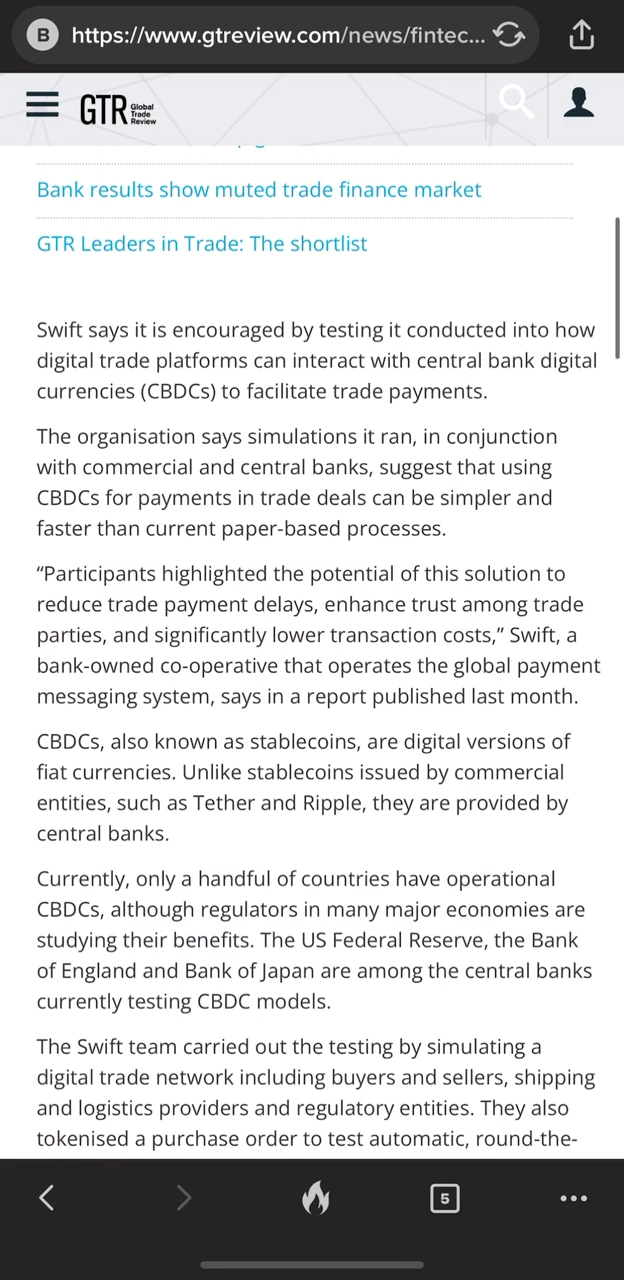 B https://www.gtreview.com/news/fintec...
GTR Global
Trade
Review
Bank results show muted trade finance market
GTR Leaders in Trade: The shortlist
Swift says it is encouraged by testing it conducted into how
digital trade platforms can interact with central bank digital
currencies (CBDCs) to facilitate trade payments.
The organisation says simulations it ran, in conjunction
with commercial and central banks, suggest that using
CBDCs for payments in trade deals can be simpler and
faster than current paper-based processes.
“Participants highlighted the potential of this solution to
reduce trade payment delays, enhance trust among trade
parties, and significantly lower transaction costs,” Swift, a
bank-owned co-operative that operates the global payment
messaging system, says in a report published last month.
CBDCs, also known as stablecoins, are digital versions of
fiat currencies. Unlike stablecoins issued by commercial
entities, such as Tether and Ripple, they are provided by
central banks.
Currently, only a handful of countries have operational
CBDCs, although regulators in many major economies are
studying their benefits. The US Federal Reserve, the Bank
of England and Bank of Japan are among the central banks
currently testing CBDC models.
The Swift team carried out the testing by simulating a
digital trade network including buyers and sellers, shipping
and logistics providers and regulatory entities. They also
tokenised a purchase order to test automatic, round-the-
5